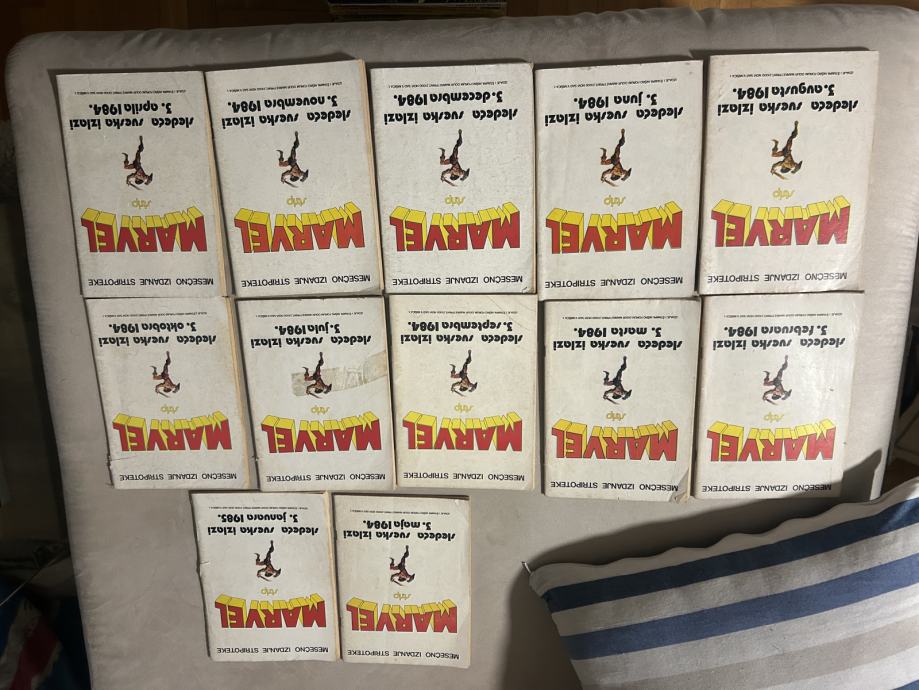 MESEČNO IZDANJE STRIPOTEKE
MARVEL
strip
sledeća sveska izlazi
3. maja 1984.
MESEČNO IZDANJE STRIPOTEKE
MARVEL
strip
sledeća sveska izlazi
3. januara 1985.
MESEČNO IZDANJE STRIPOTEKE
MARVEL
strip
sledeća sveska izlazi
3. februara 1984.
MESEČNO IZDANJE STRIPOTEKE
MARVEL
strip
sledeća sveska izlazi
3. marta 1984.
MESEČNO IZDANJE STRIPOTEKE
MARVEL
strip
sledeća sveska izlazi
3. septembra 1984.
MESEČNO IZDANJE STRIPOTEKE
MARVEL
strip
sledeća sveska izlazi
3. jula 1984.
MESEČNO IZDANJE STRIPOTEKE
MARVEL
strip
sledeća sveska izlazi
3. oktobra 1984.
MESEČNO IZDANJE STRIPOTEKE
MARVEL
strip
sledeća sveska izlazi
3. augusta 1984.
MESEČNO IZDANJE STRIPOTEKE
MARVEL
strip
sledeća sveska izlazi
3. juna 1984.
MESEČNO IZDANJE STRIPOTEKE
MARVEL
strip
sledeća sveska izlazi
3. decembra 1984.
MESEČNO IZDANJE STRIPOTEKE
MARVEL
strip
sledeća sveska izlazi
3. novembra 1984.
MESEČNO IZDANJE STRIPOTEKE
MARVEL
strip
sledeća sveska izlazi
3. aprila 1984.